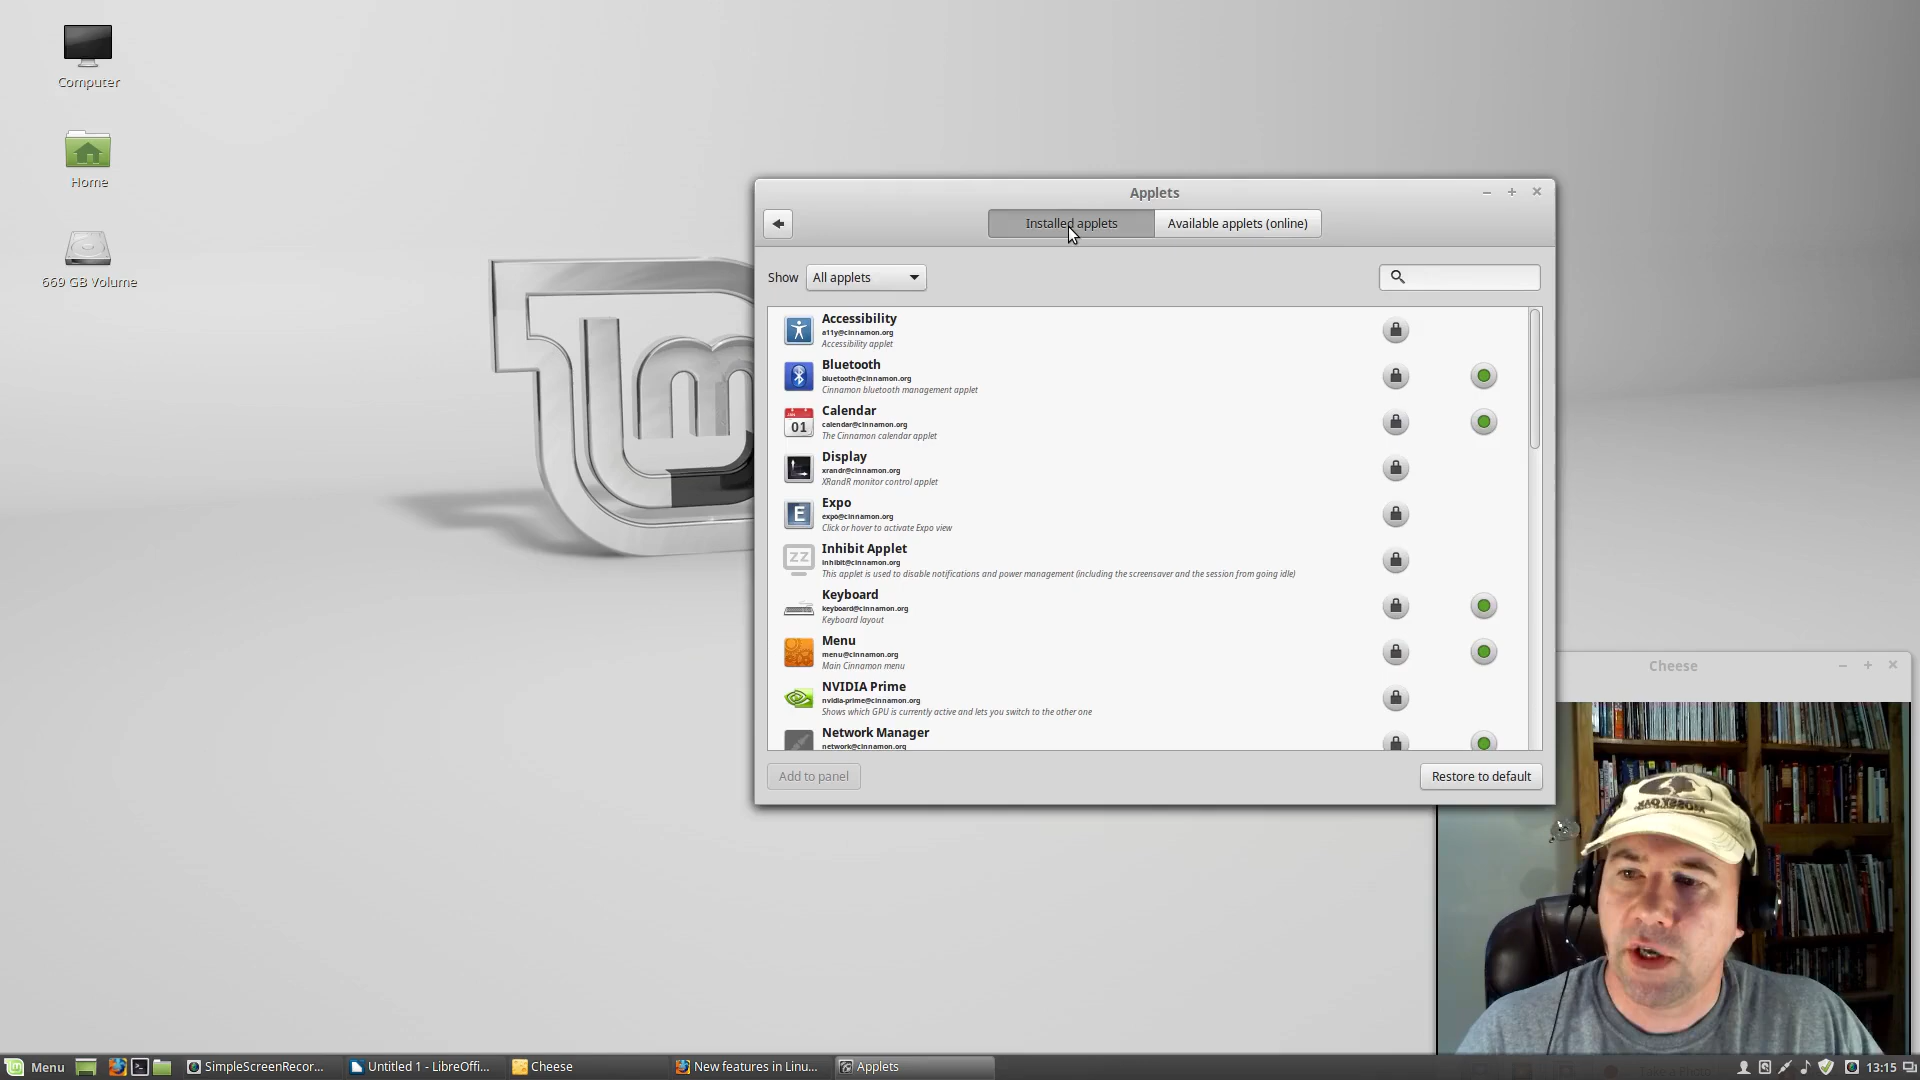 Computer
Home
669 GB Volume
Applets
Installed applets
Available applets (online)
Show
All applets
Accessibility
a11y@cinnamon.org
Accessibility applet
Bluetooth
bluetooth@cinnamon.org
Cinnamon bluetooth management applet
01
Calendar
calendar@cinnamon.org
The Cinnamon calendar applet
Display
xrandr@cinnamon.org
XRandR monitor control applet
E
Expo
expo@cinnamon.org
Click or hover to activate Expo view
zz
Inhibit Applet
inhibit@cinnamon.org
This applet is used to disable notifications and power management (including the screensaver and the session from going idle)
Keyboard
keyboard@cinnamon.org
Keyboard layout
Menu
menu@cinnamon.org
Main Cinnamon menu
NVIDIA Prime
nvidia-prime@cinnamon.org
Shows which GPU is currently active and lets you switch to the other one
Network Manager
network@cinnamon.org
Add to panel
Restore to default
Cheese
Menu
SimpleScreenRecor...
Untitled 1 - LibreOffi...
Cheese
New features in Linu...
Applets
Take a Photo
13:15